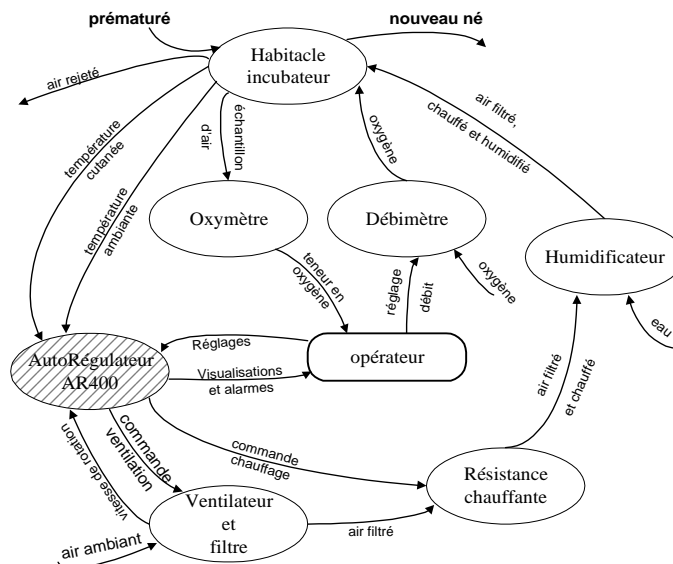 prématuré
nouveau né
Habitacle
incubateur
air rejeté
température
cutanée
température
ambiante
échantillon
d'air
oxygène
air filtré,
chauffé et humidifié
Oxymètre
Débimètre
Humidificateur
teneur en
oxygène
réglage
débit
oxygène
eau
AutoRégulateur
AR400
Réglages
Visualisations
et alarmes
opérateur
air filtré
et chauffé
vitesse de rotation
commande
ventilation
commande
chauffage
Résistance
chauffante
Ventilateur
et
filtre
air filtré
air ambiant